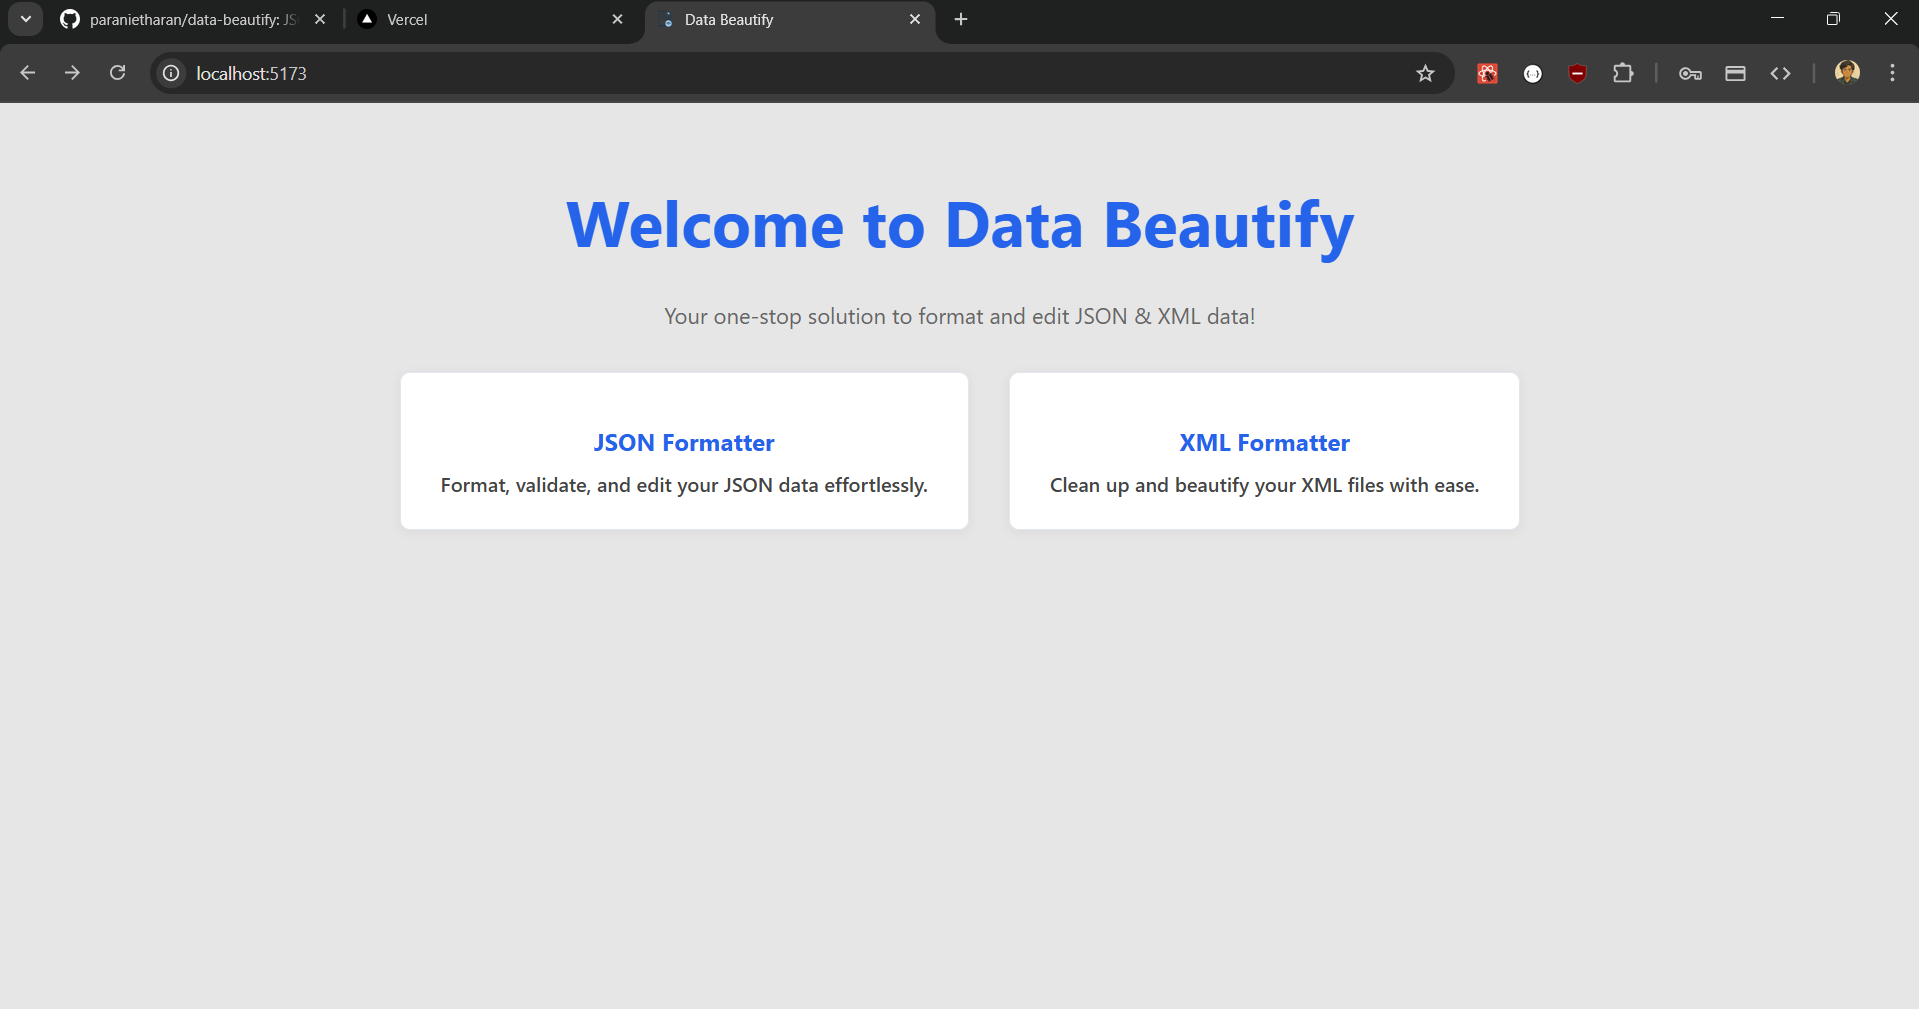 paranietharan/data-beautify: JS
Vercel
Data Beautify
localhost:5173
Welcome to Data Beautify
Your one-stop solution to format and edit JSON & XML data!
JSON Formatter
Format, validate, and edit your JSON data effortlessly.
XML Formatter
Clean up and beautify your XML files with ease.